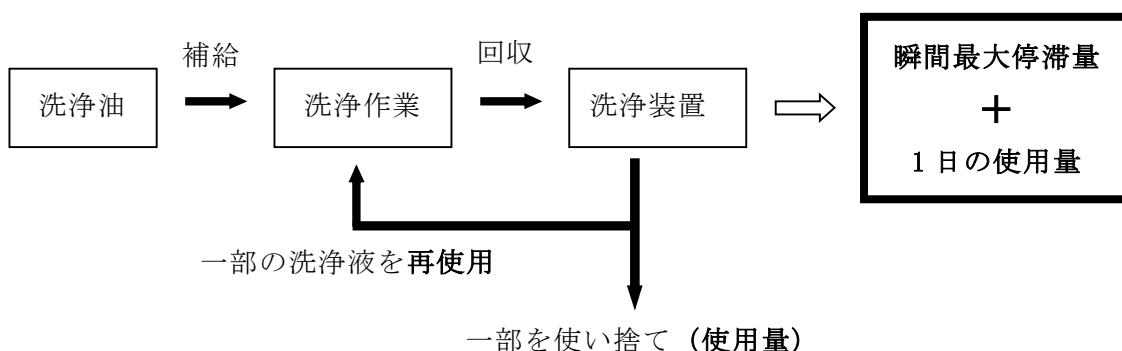 補給
回収
洗浄油
洗浄作業
洗浄装置
瞬間最大停滞量
＋
1日の使用量
一部の洗浄液を再使用
一部を使い捨て（使用量）